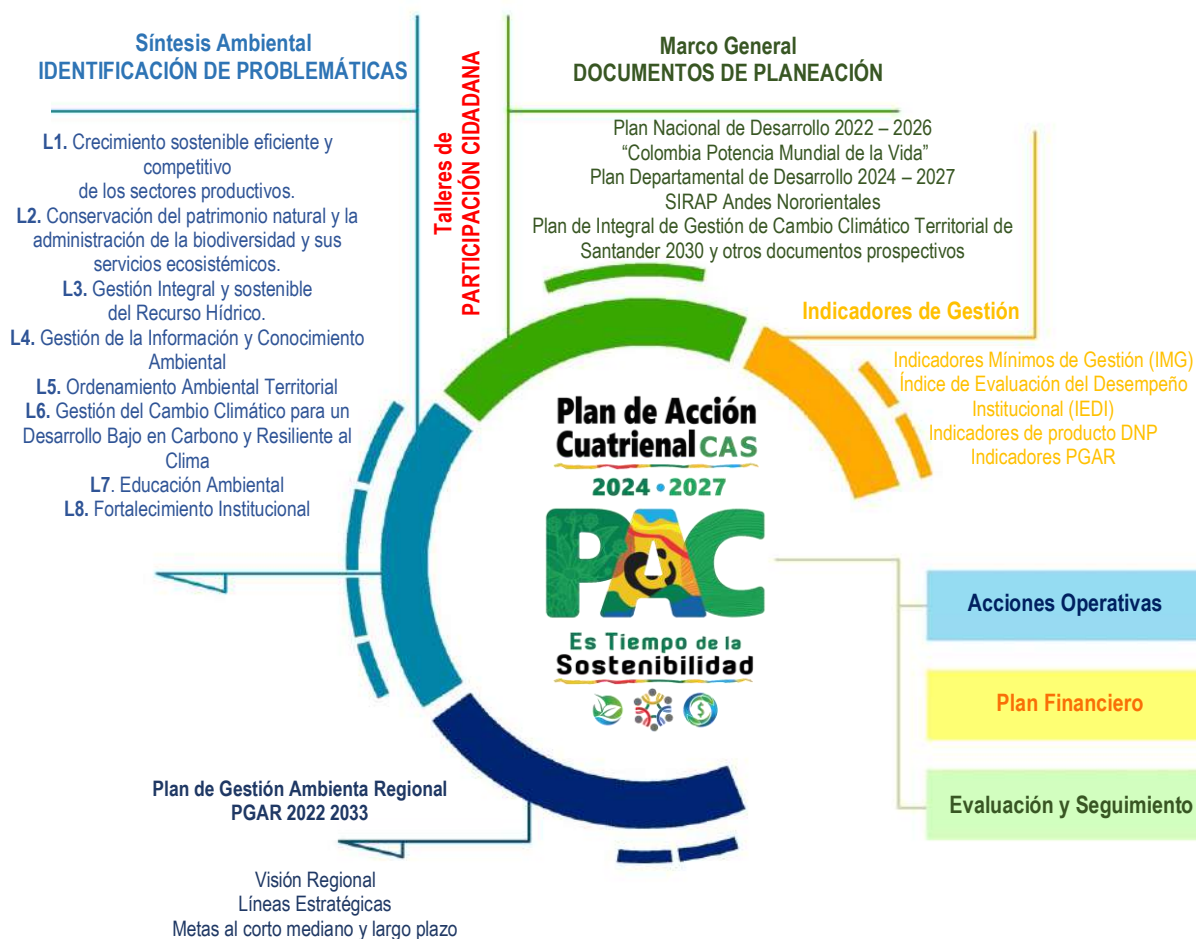 Síntesis Ambiental
IDENTIFICACIÓN DE PROBLEMÁTICAS
L1. Crecimiento sostenible eficiente y
competitivo
de los sectores productivos.
L2. Conservación del patrimonio natural y la
administración de la biodiversidad y sus
servicios ecosistémicos.
L3. Gestión Integral y sostenible
del Recurso Hídrico.
L4. Gestión de la Información y Conocimiento
Ambiental
L5. Ordenamiento Ambiental Territorial
L6. Gestión del Cambio Climático para un
Desarrollo Bajo en Carbono y Resiliente al
Clima
L7. Educación Ambiental
L8. Fortalecimiento Institucional
Talleres de
PARTICIPACIÓN CIDADANA
Marco General
DOCUMENTOS DE PLANEACIÓN
Plan Nacional de Desarrollo 2022 – 2026
“Colombia Potencia Mundial de la Vida”
Plan Departamental de Desarrollo 2024 – 2027
SIRAP Andes Nororientales
Plan de Integral de Gestión de Cambio Climático Territorial de
Santander 2030 y otros documentos prospectivos
Indicadores de Gestión
Indicadores Mínimos de Gestión (IMG)
Índice de Evaluación del Desempeño
Institucional (IEDI)
Indicadores de producto DNP
Indicadores PGAR
Plan de Acción
Cuatrienal CAS
2024 • 2027
PAC
Es Tiempo de la
Sostenibilidad
Acciones Operativas
Plan Financiero
Evaluación y Seguimiento
Plan de Gestión Ambienta Regional
PGAR 2022 2033
Visión Regional
Líneas Estratégicas
Metas al corto mediano y largo plazo